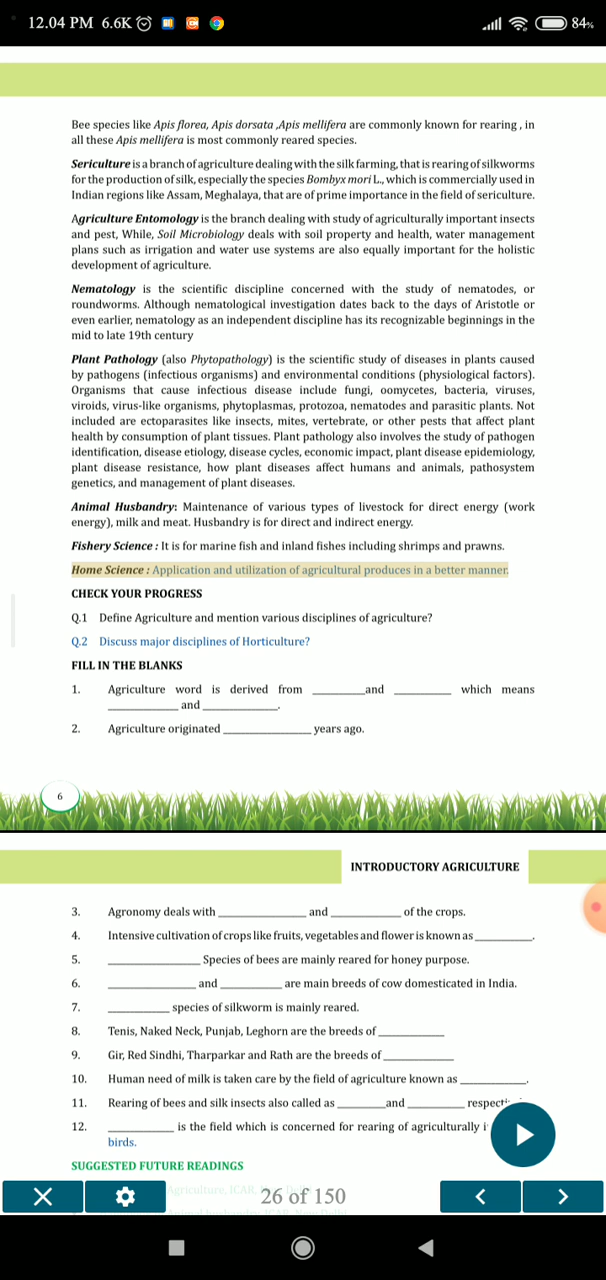 12.04 PM 6.6K 84%
Bee species like Apis florea, Apis dorsata ,Apis mellifera are commonly known for rearing , in
all these Apis mellifera is most commonly reared species.
Sericulture is a branch of agriculture dealing with the silk farming, that is rearing of silkworms
for the production of silk, especially the species Bombyx mori L., which is commercially used in
Indian regions like Assam, Meghalaya, that are of prime importance in the field of sericulture.
Agriculture Entomology is the branch dealing with study of agriculturally important insects
and pest, While, Soil Microbiology deals with soil property and health, water management
plans such as irrigation and water use systems are also equally important for the holistic
development of agriculture.
Nematology is the scientific discipline concerned with the study of nematodes, or
roundworms. Although nematological investigation dates back to the days of Aristotle or
even earlier, nematology as an independent discipline has its recognizable beginnings in the
mid to late 19th century
Plant Pathology (also Phytopathology) is the scientific study of diseases in plants caused
by pathogens (infectious organisms) and environmental conditions (physiological factors).
Organisms that cause infectious disease include fungi, oomycetes, bacteria, viruses,
viroids, virus-like organisms, phytoplasmas, protozoa, nematodes and parasitic plants. Not
included are ectoparasites like insects, mites, vertebrate, or other pests that affect plant
health by consumption of plant tissues. Plant pathology also involves the study of pathogen
identification, disease etiology, disease cycles, economic impact, plant disease epidemiology,
plant disease resistance, how plant diseases affect humans and animals, pathosystem
genetics, and management of plant diseases.
Animal Husbandry: Maintenance of various types of livestock for direct energy (work
energy), milk and meat. Husbandry is for direct and indirect energy.
Fishery Science : It is for marine fish and inland fishes including shrimps and prawns.
Home Science : Application and utilization of agricultural produces in a better manner.
CHECK YOUR PROGRESS
Q.1 Define Agriculture and mention various disciplines of agriculture?
Q.2 Discuss major disciplines of Horticulture?
FILL IN THE BLANKS
1. Agriculture word is derived from _________and __________ which means
_____________ and ______________.
2. Agriculture originated ________________ years ago.
6
INTRODUCTORY AGRICULTURE
3. Agronomy deals with ________________ and _____________ of the crops.
4. Intensive cultivation of crops like fruits, vegetables and flower is known as __________.
5. _________________ Species of bees are mainly reared for honey purpose.
6. ________________ and ___________ are main breeds of cow domesticated in India.
7. ___________ species of silkworm is mainly reared.
8. Tenis, Naked Neck, Punjab, Leghorn are the breeds of ____________
9. Gir, Red Sindhi, Tharparkar and Rath are the breeds of _____________
10. Human need of milk is taken care by the field of agriculture known as ____________.
11. Rearing of bees and silk insects also called as _________and __________
12. ____________ is the field which is concerned for rearing of agriculturally
birds.
SUGGESTED FUTURE READINGS
Agriculture, ICAR,
26 of 150